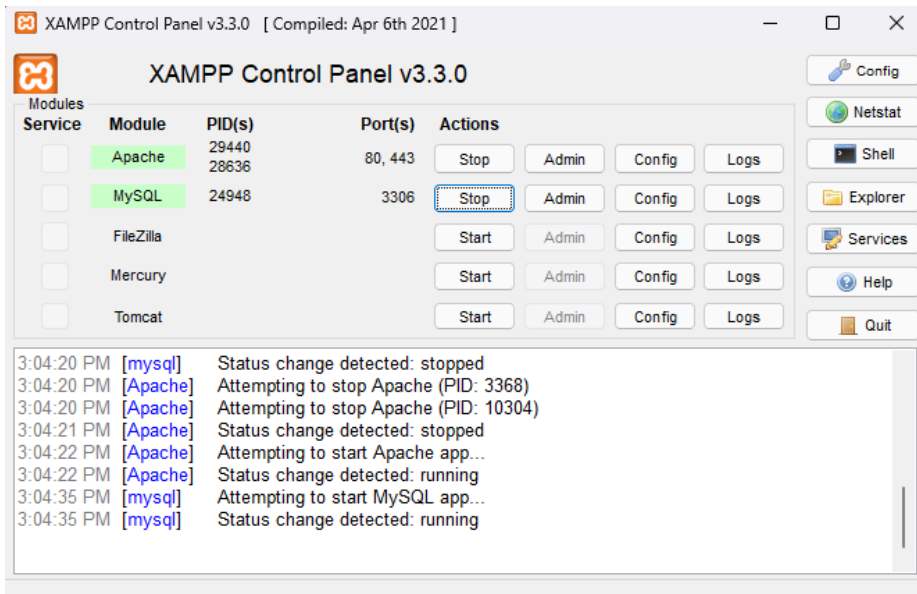 XAMPP Control Panel v3.3.0 [ Compiled: Apr 6th 2021 ]
XAMPP Control Panel v3.3.0
Config
Modules
Service Module PID(s) Port(s) Actions
Netstat
Apache 29440 28636 80, 443 Stop Admin Config Logs
Shell
MySQL 24948 3306 Stop Admin Config Logs
Explorer
FileZilla Start Admin Config Logs
Services
Mercury Start Admin Config Logs
Help
Tomcat Start Admin Config Logs
Quit
3:04:20 PM [mysql] Status change detected: stopped
3:04:20 PM [Apache] Attempting to stop Apache (PID: 3368)
3:04:20 PM [Apache] Attempting to stop Apache (PID: 10304)
3:04:21 PM [Apache] Status change detected: stopped
3:04:22 PM [Apache] Attempting to start Apache app...
3:04:22 PM [Apache] Status change detected: running
3:04:35 PM [mysql] Attempting to start MySQL app...
3:04:35 PM [mysql] Status change detected: running